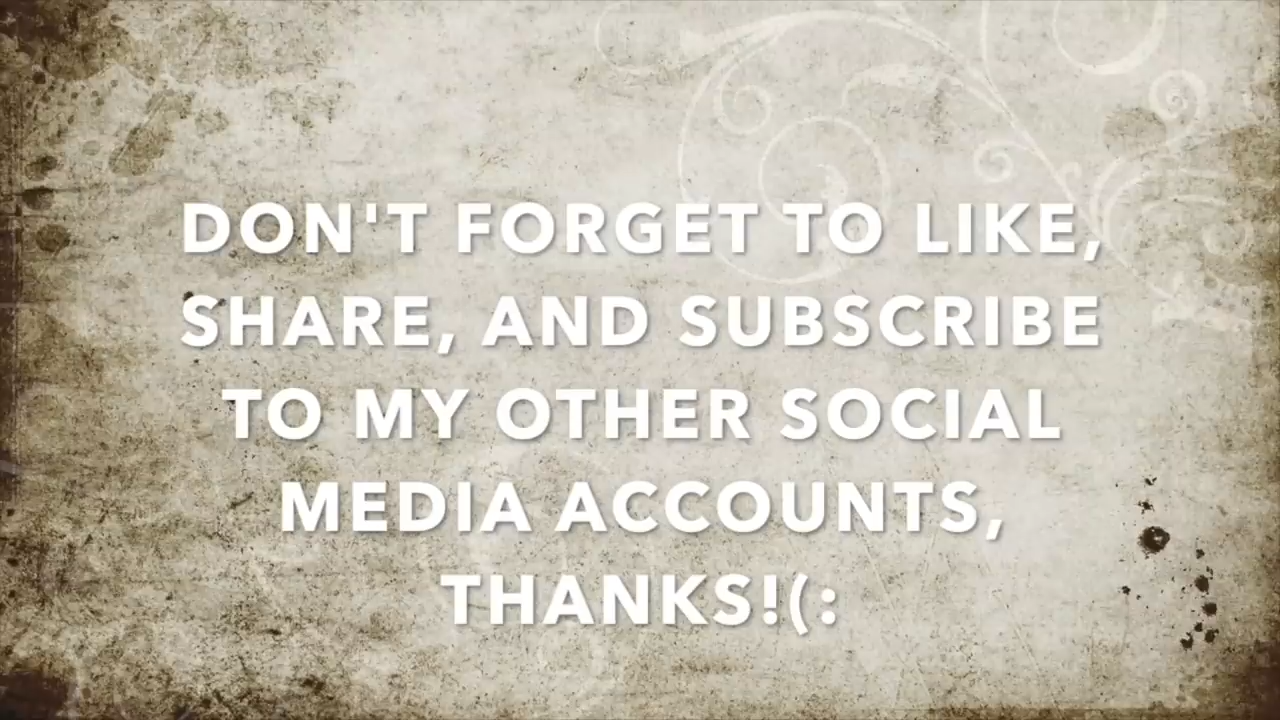 DON'T FORGET TO LIKE,
SHARE, AND SUBSCRIBE
TO MY OTHER SOCIAL
MEDIA ACCOUNTS,
THANKS!(: